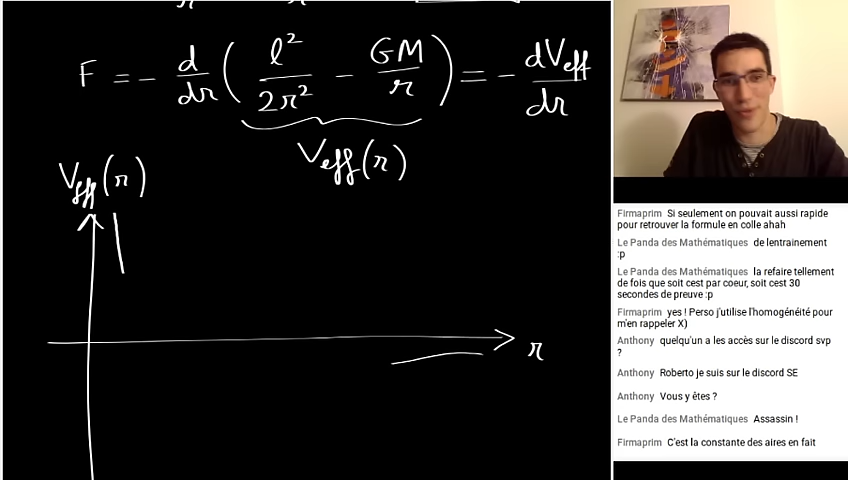 F = - d/dr ( l²/2r² - GM/r ) = - dVeff/dr
Veff(r)
Veff(r)
r
Firmaprim Si seulement on pouvait aussi rapide
pour retrouver la formule en colle ahah
Le Panda des Mathématiques de lentrainement
:p
Le Panda des Mathématiques la refaire tellement
de fois que soit cest par coeur, soit cest 30
secondes de preuve :p
Firmaprim yes ! Perso j'utilise l'homogénéité pour
m'en rappeler X)
Anthony quelqu'un a les accès sur le discord svp
?
Anthony Roberto je suis sur le discord SE
Anthony Vous y êtes ?
Le Panda des Mathématiques Assassin !
Firmaprim C'est la constante des aires en fait